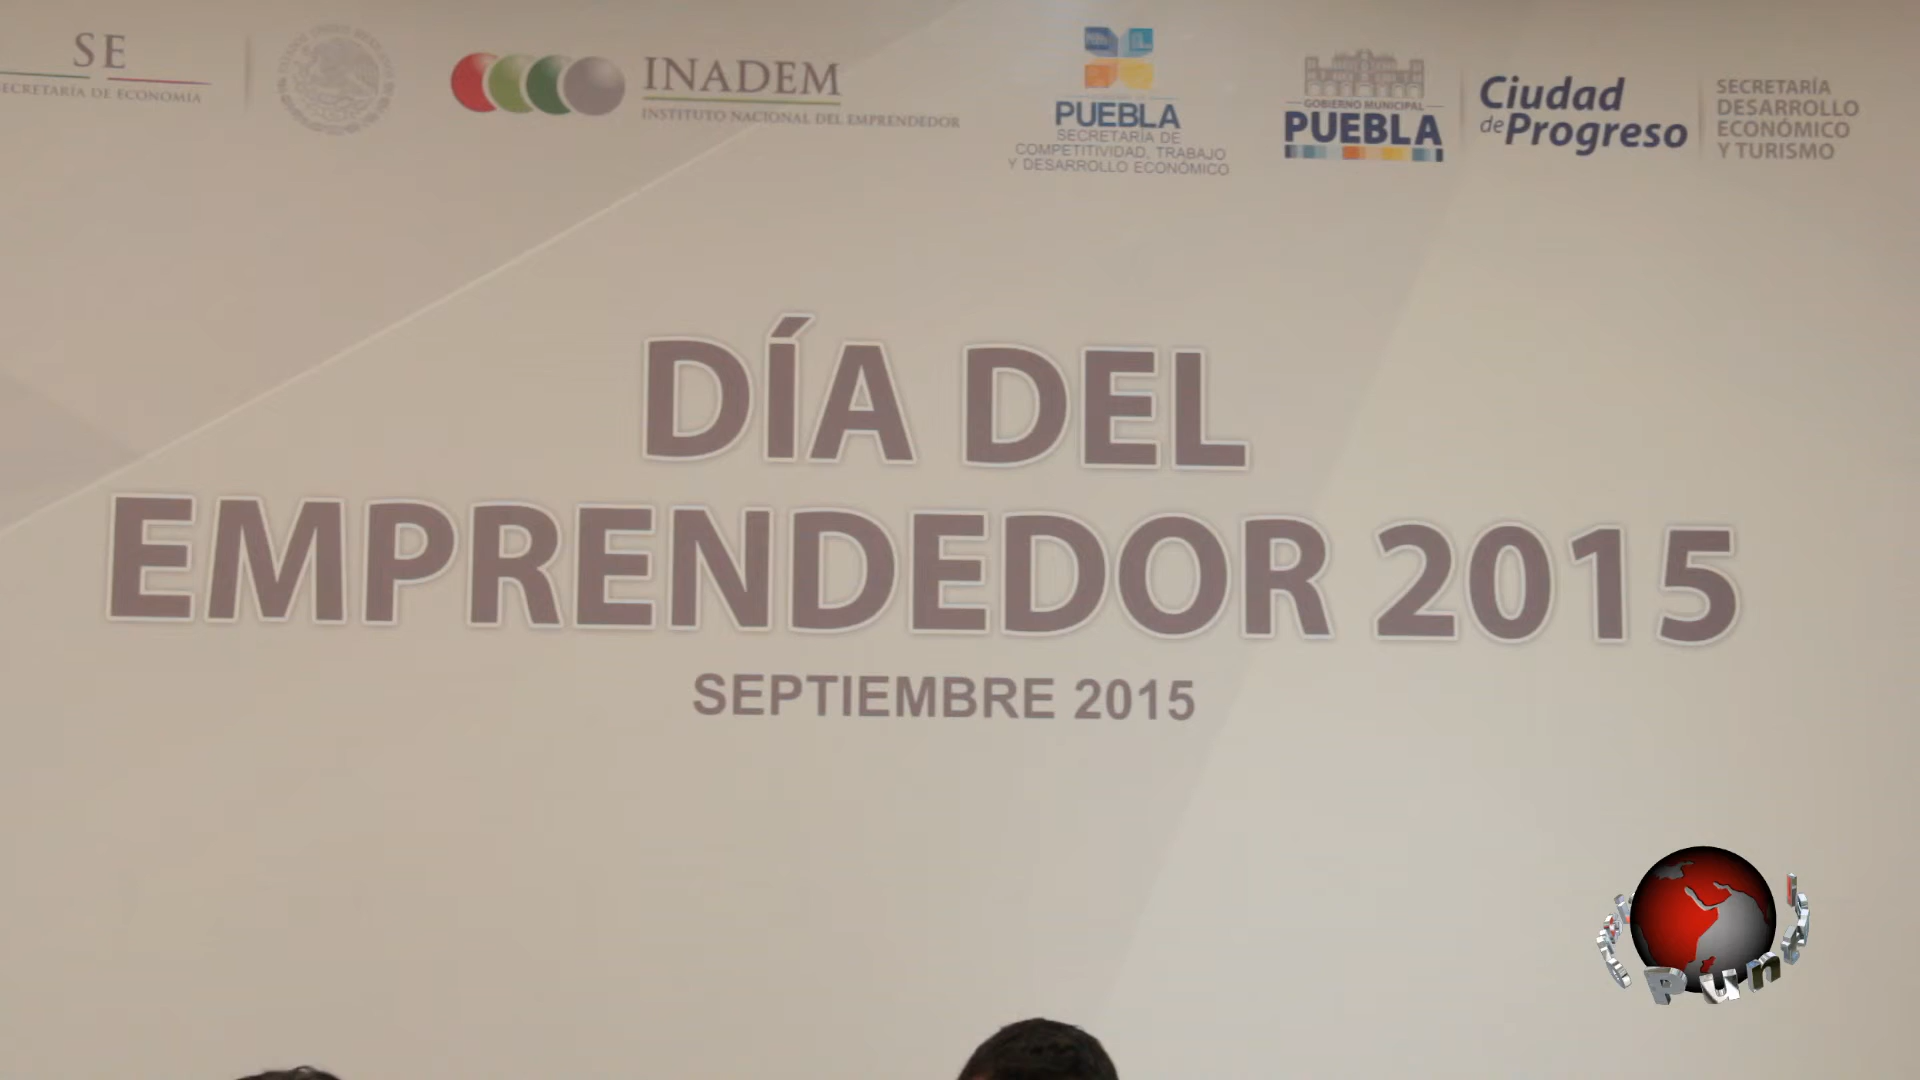 SE
SECRETARÍA DE ECONOMÍA
INADEM
INSTITUTO NACIONAL DEL EMPRENDEDOR
PUEBLA
SECRETARÍA DE
COMPETITIVIDAD, TRABAJO
Y DESARROLLO ECONÓMICO
GOBIERNO MUNICIPAL
PUEBLA
Ciudad
de Progreso
SECRETARÍA
DESARROLLO
ECONÓMICO
Y TURISMO
DÍA DEL
EMPRENDEDOR 2015
SEPTIEMBRE 2015